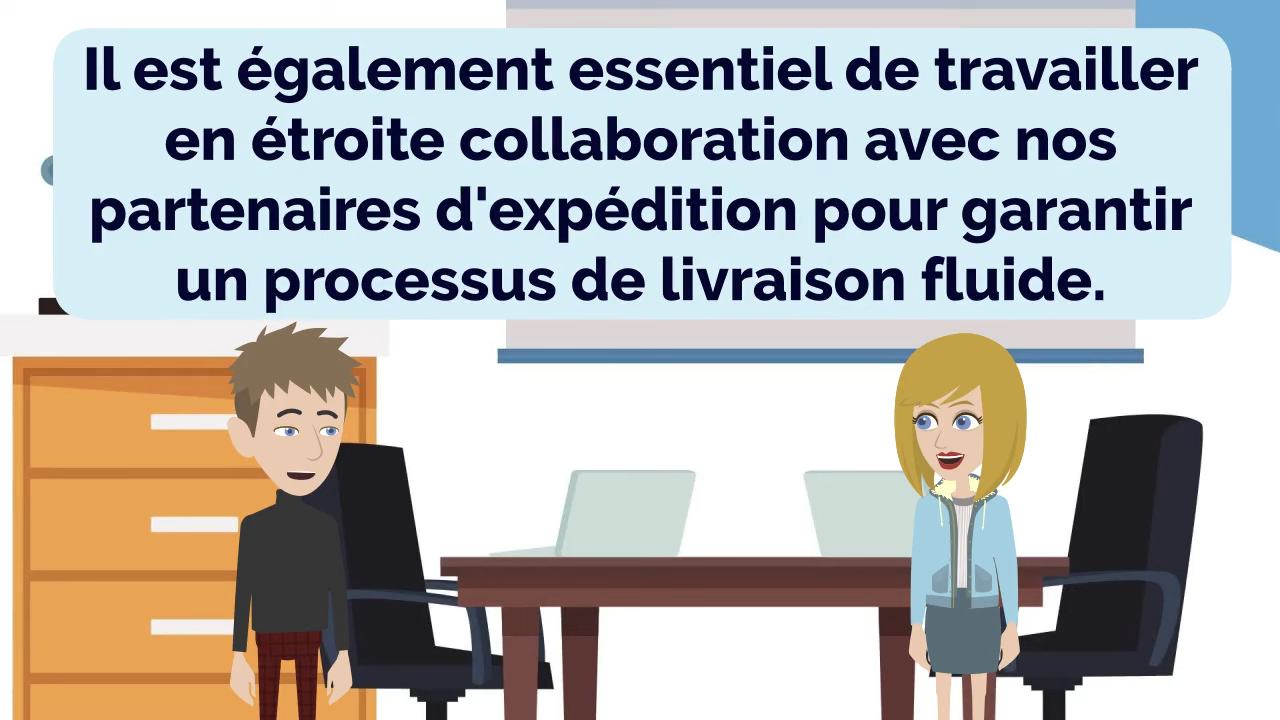 Il est également essentiel de travailler
en étroite collaboration avec nos
partenaires d'expédition pour garantir
un processus de livraison fluide.